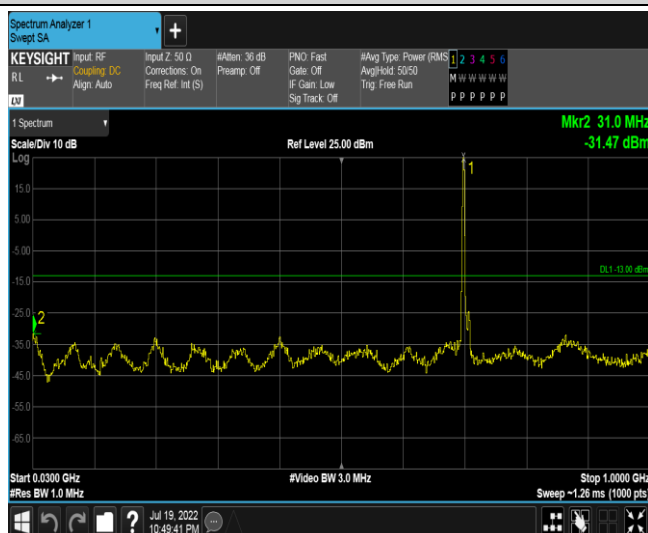 Spectrum Analyzer 1
Swept SA
KEYSIGHT
RL
Input: RF
Coupling: DC
Align: Auto
Input Z: 50 Ω
Corrections: On
Freq Ref: Int (S)
#Atten: 36 dB
Preamp: Off
PNO: Fast
Gate: Off
IF Gain: Low
Sig Track: Off
#Avg Type: Power (RMS
Avg|Hold: 50/50
Trig: Free Run
1 2 3 4 5 6
M W W W W W
P P P P P P
LXI
1 Spectrum
Mkr2 31.0 MHz
Scale/Div 10 dB
Ref Level 25.00 dBm
-31.47 dBm
Log
1
15.0
5.00
-5.00
DL1 -13.00 dBm
-15.0
-25.0
2
-35.0
-45.0
-55.0
-65.0
Start 0.0300 GHz
#Video BW 3.0 MHz
Stop 1.0000 GHz
#Res BW 1.0 MHz
Sweep ~1.26 ms (1000 pts)
?
Jul 19, 2022
10:49:41 PM